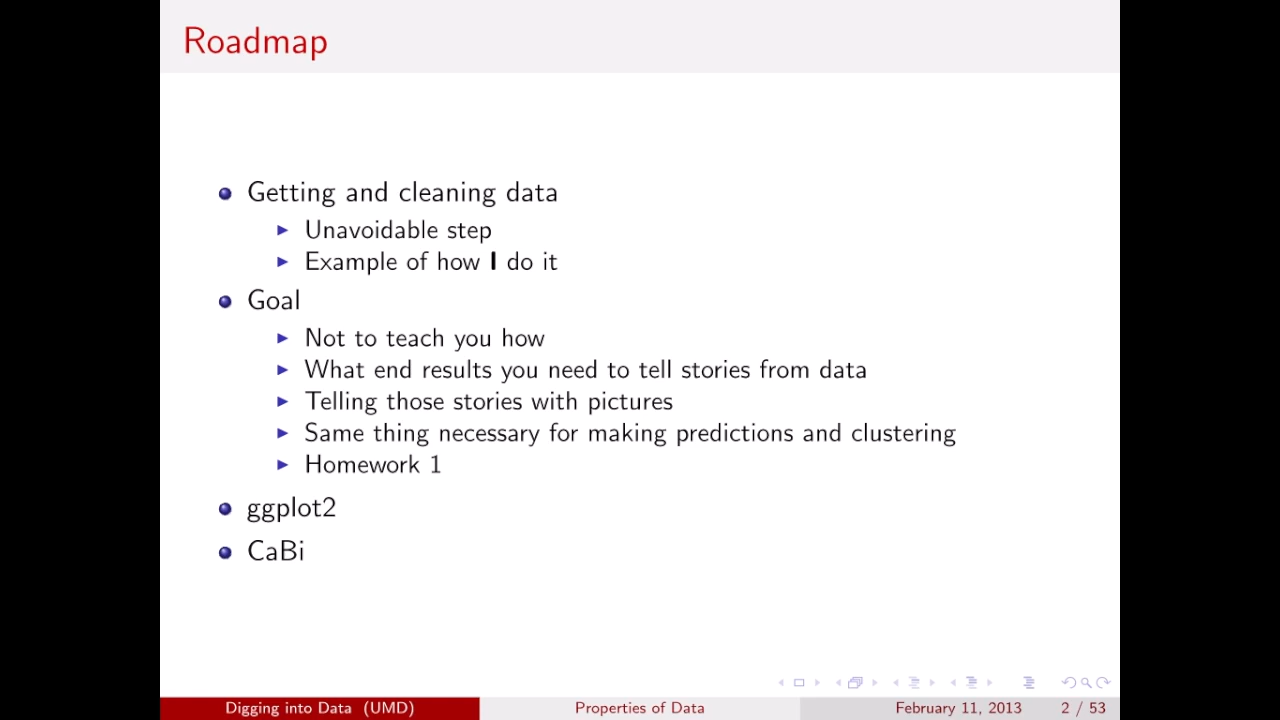 Roadmap
Getting and cleaning data
Unavoidable step
Example of how I do it
Goal
Not to teach you how
What end results you need to tell stories from data
Telling those stories with pictures
Same thing necessary for making predictions and clustering
Homework 1
ggplot2
CaBi
Digging into Data (UMD) Properties of Data February 11, 2013 2 / 53